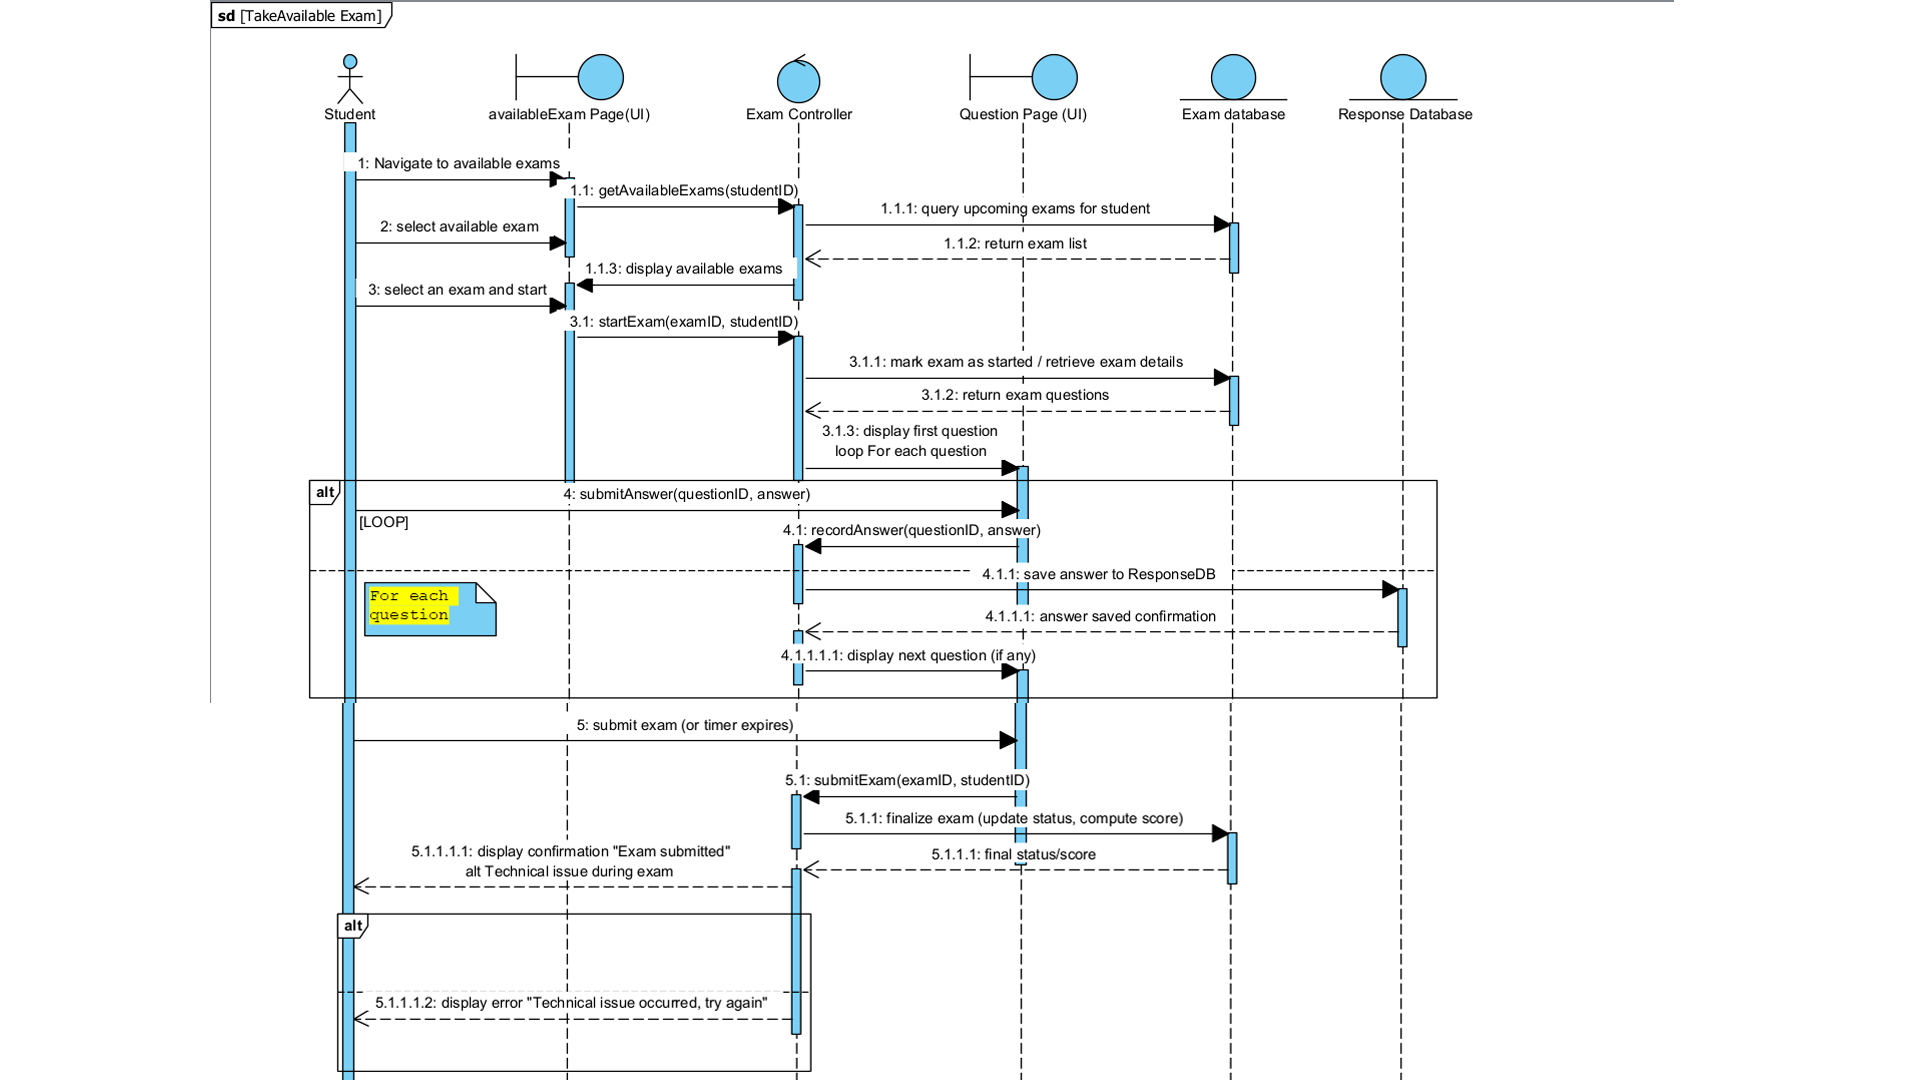 sd [TakeAvailable Exam]
Student
availableExam Page(UI)
Exam Controller
Question Page (UI)
Exam database
Response Database
1: Navigate to available exams
1.1: getAvailableExams(studentID)
1.1.1: query upcoming exams for student
2: select available exam
1.1.2: return exam list
1.1.3: display available exams
3: select an exam and start
3.1: startExam(examID, studentID)
3.1.1: mark exam as started / retrieve exam details
3.1.2: return exam questions
3.1.3: display first question
loop For each question
alt
4: submitAnswer(questionID, answer)
[LOOP]
4.1: recordAnswer(questionID, answer)
4.1.1: save answer to ResponseDB
For each
question
4.1.1.1: answer saved confirmation
4.1.1.1.1: display next question (if any)
5: submit exam (or timer expires)
5.1: submitExam(examID, studentID)
5.1.1: finalize exam (update status, compute score)
5.1.1.1.1: display confirmation "Exam submitted"
alt Technical issue during exam
5.1.1.1: final status/score
alt
5.1.1.1.2: display error "Technical issue occurred, try again"